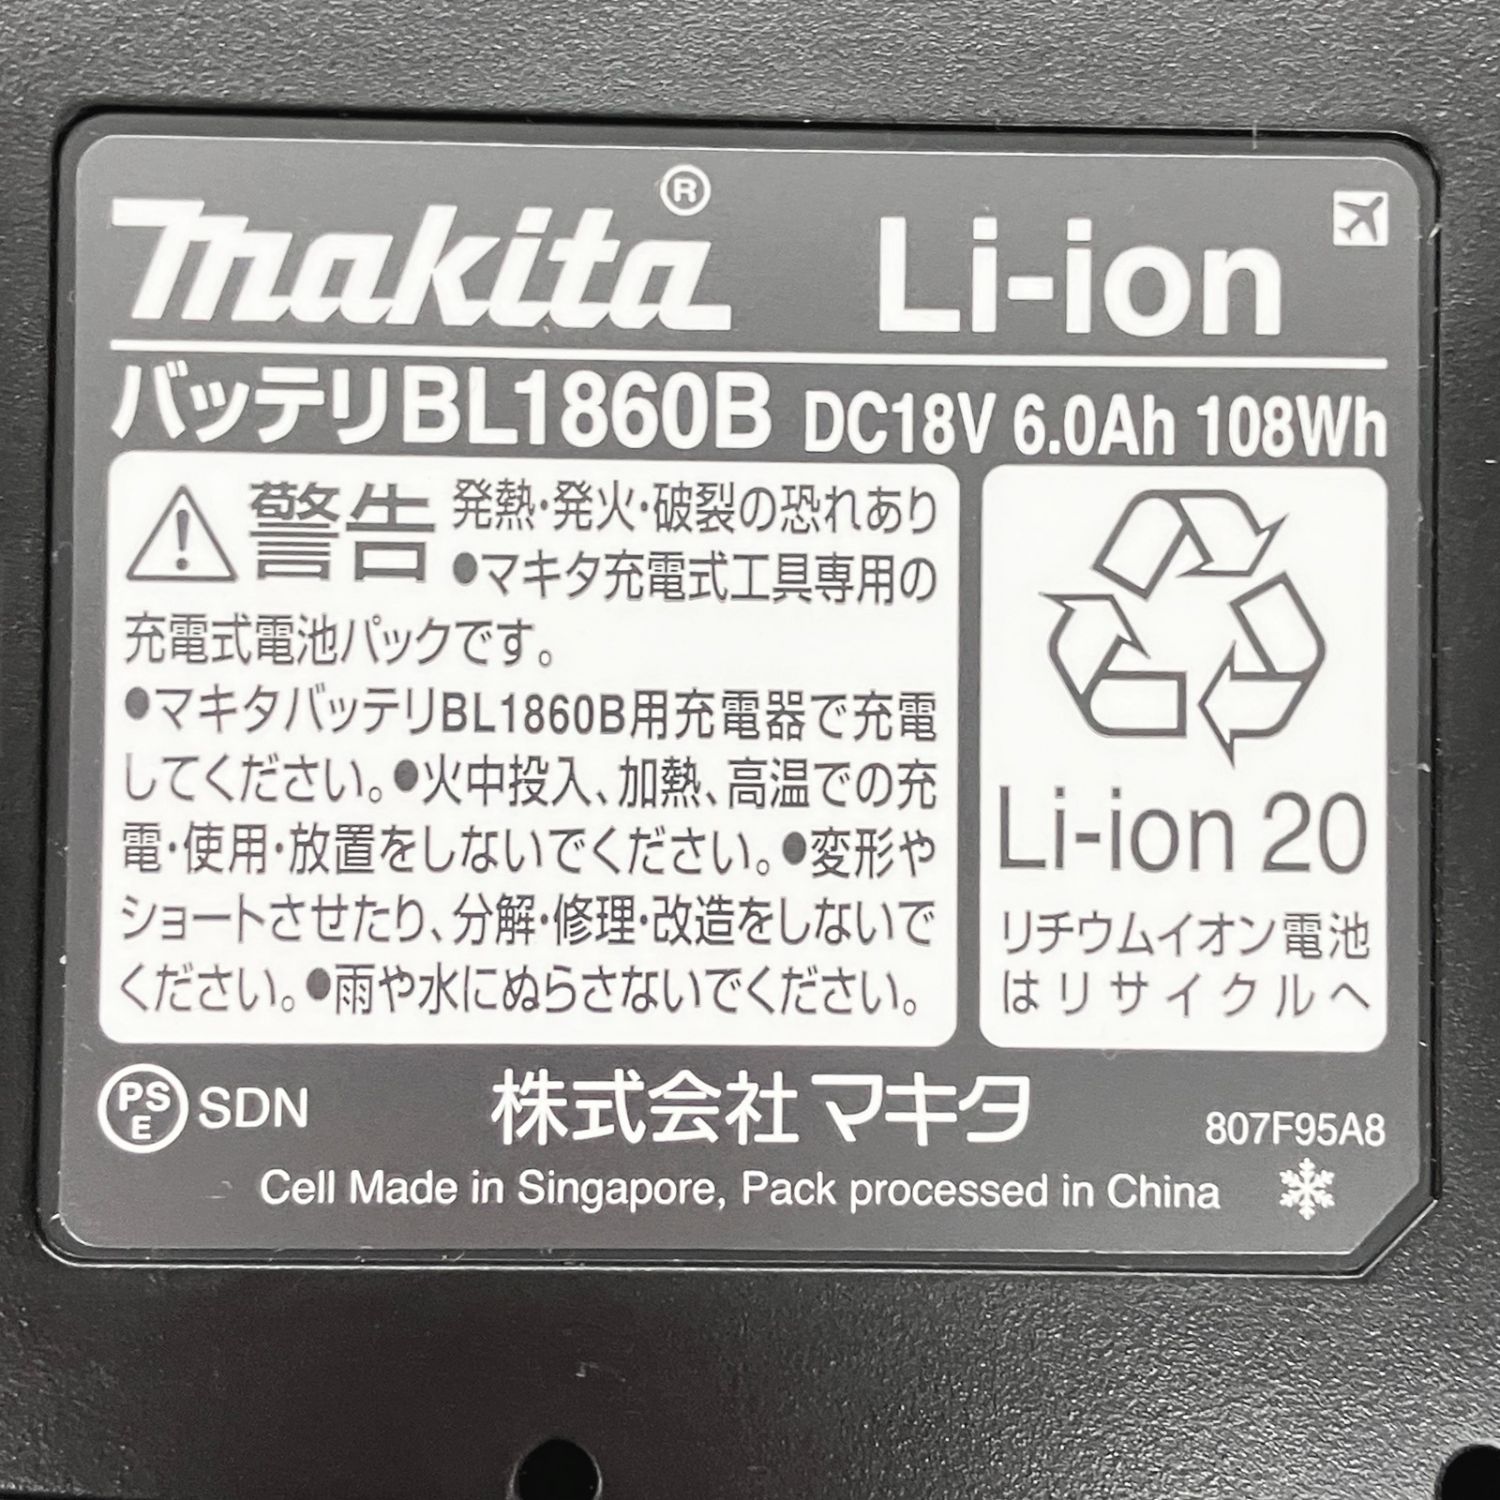 makita® Li-ion
バッテリBL1860B DC18V 6.0Ah 108Wh
警告 発熱・発火・破裂の恐れあり
●マキタ充電式工具専用の
充電式電池パックです。
●マキタバッテリBL1860B用充電器で充電
してください。●火中投入、加熱、高温での充
電・使用・放置をしないでください。●変形や
ショートさせたり、分解・修理・改造をしないで
ください。●雨や水にぬらさないでください。
Li-ion 20
リチウムイオン電池
はリサイクルへ
PS
E
SDN
株式会社マキタ
807F95A8
Cell Made in Singapore, Pack processed in China